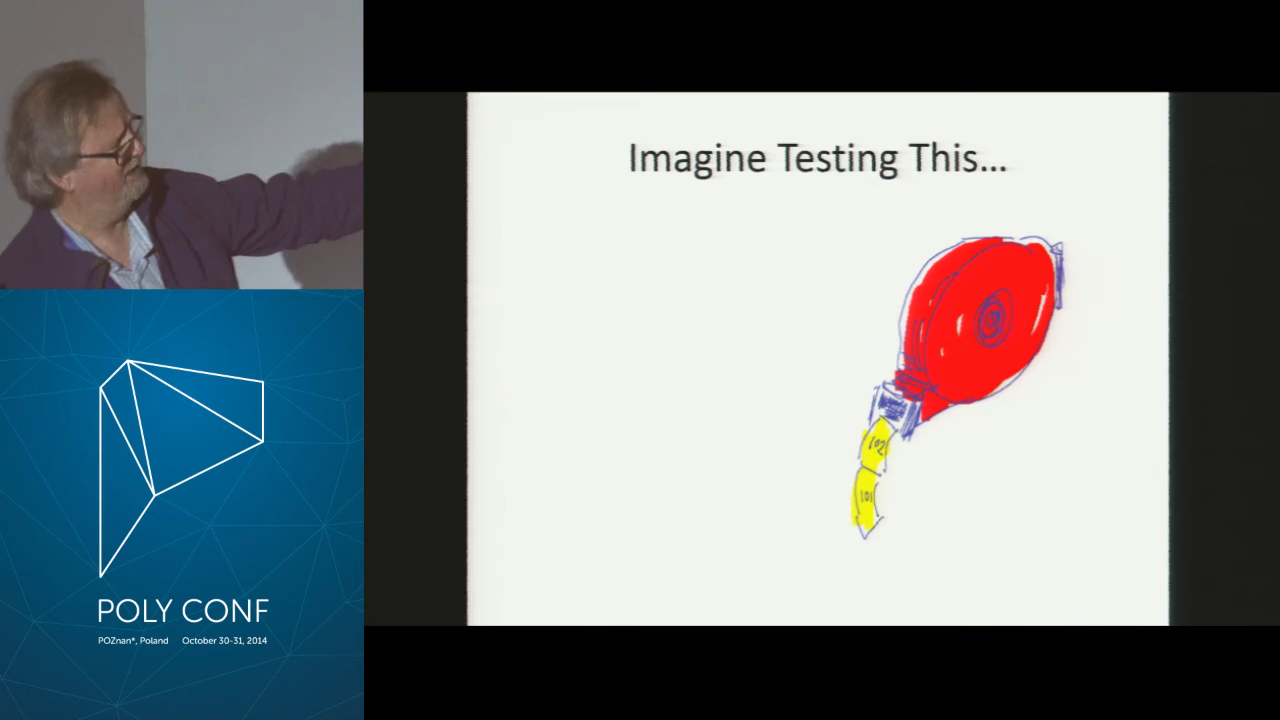 Imagine Testing This...
102
101
POLY CONF
POZnan*, Poland October 30-31, 2014